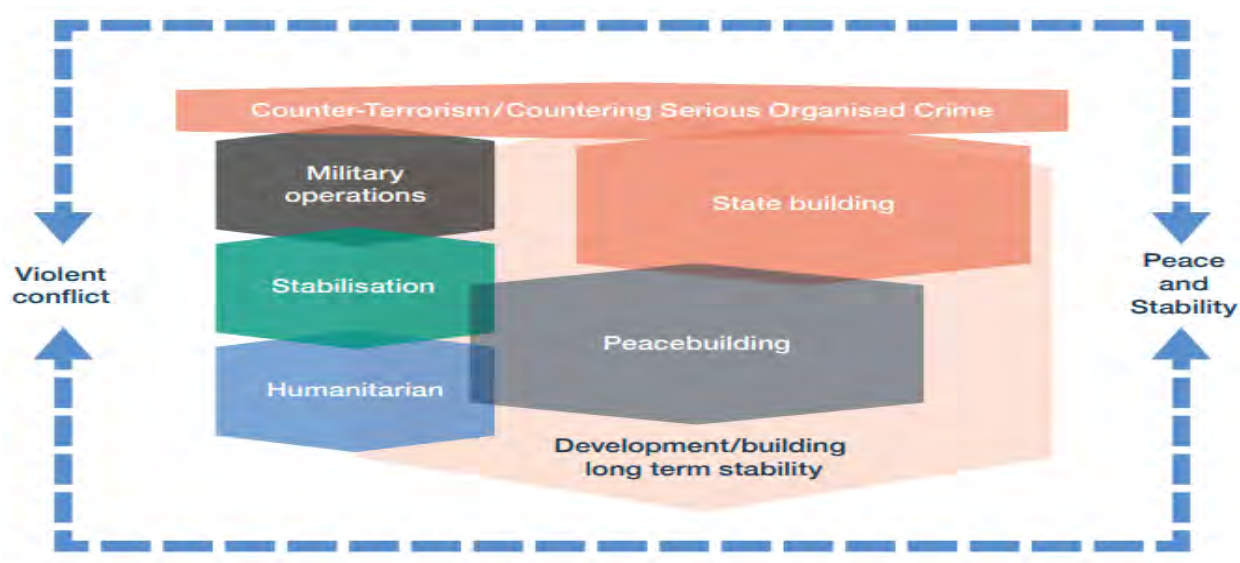 Counter-Terrorism/Countering Serious Organised Crime
Military
operations
State building
Violent
conflict
Stabilisation
Peace
and
Stability
Peacebuilding
Humanitarian
Development/building
long term stability